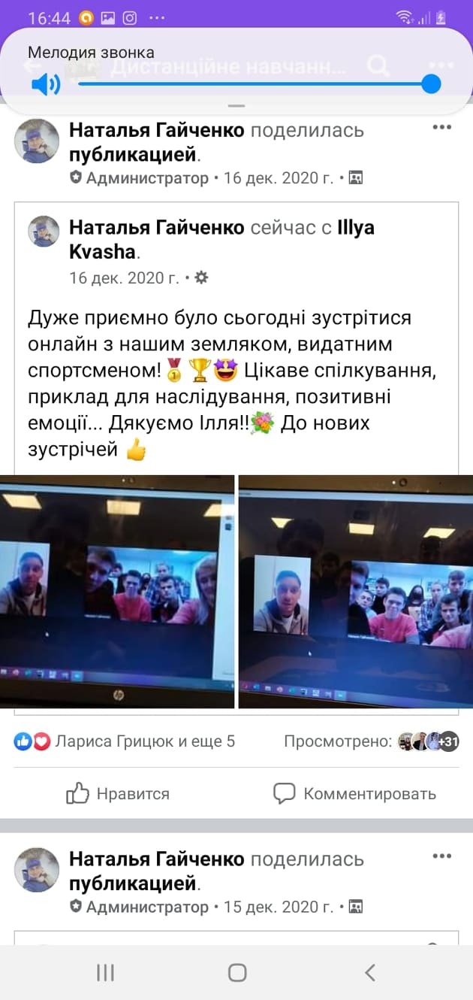 16:44
Мелодия звонка
Дистанційне навчанн...
Наталья Гайченко поделилась
публикацией.
Администратор • 16 дек. 2020 г. •
Наталья Гайченко сейчас с Illya
Kvasha.
16 дек. 2020 г. •
Дуже приємно було сьогодні зустрітися
онлайн з нашим земляком, видатним
спортсменом!🏅🏆🤩 Цікаве спілкування,
приклад для наслідування, позитивні
емоції... Дякуємо Ілля!!💐 До нових
зустрічей 👍
hp
Лариса Грицюк и еще 5
Просмотрено: +31
Нравится
Комментировать
Наталья Гайченко поделилась
публикацией.
Администратор • 15 дек. 2020 г. •